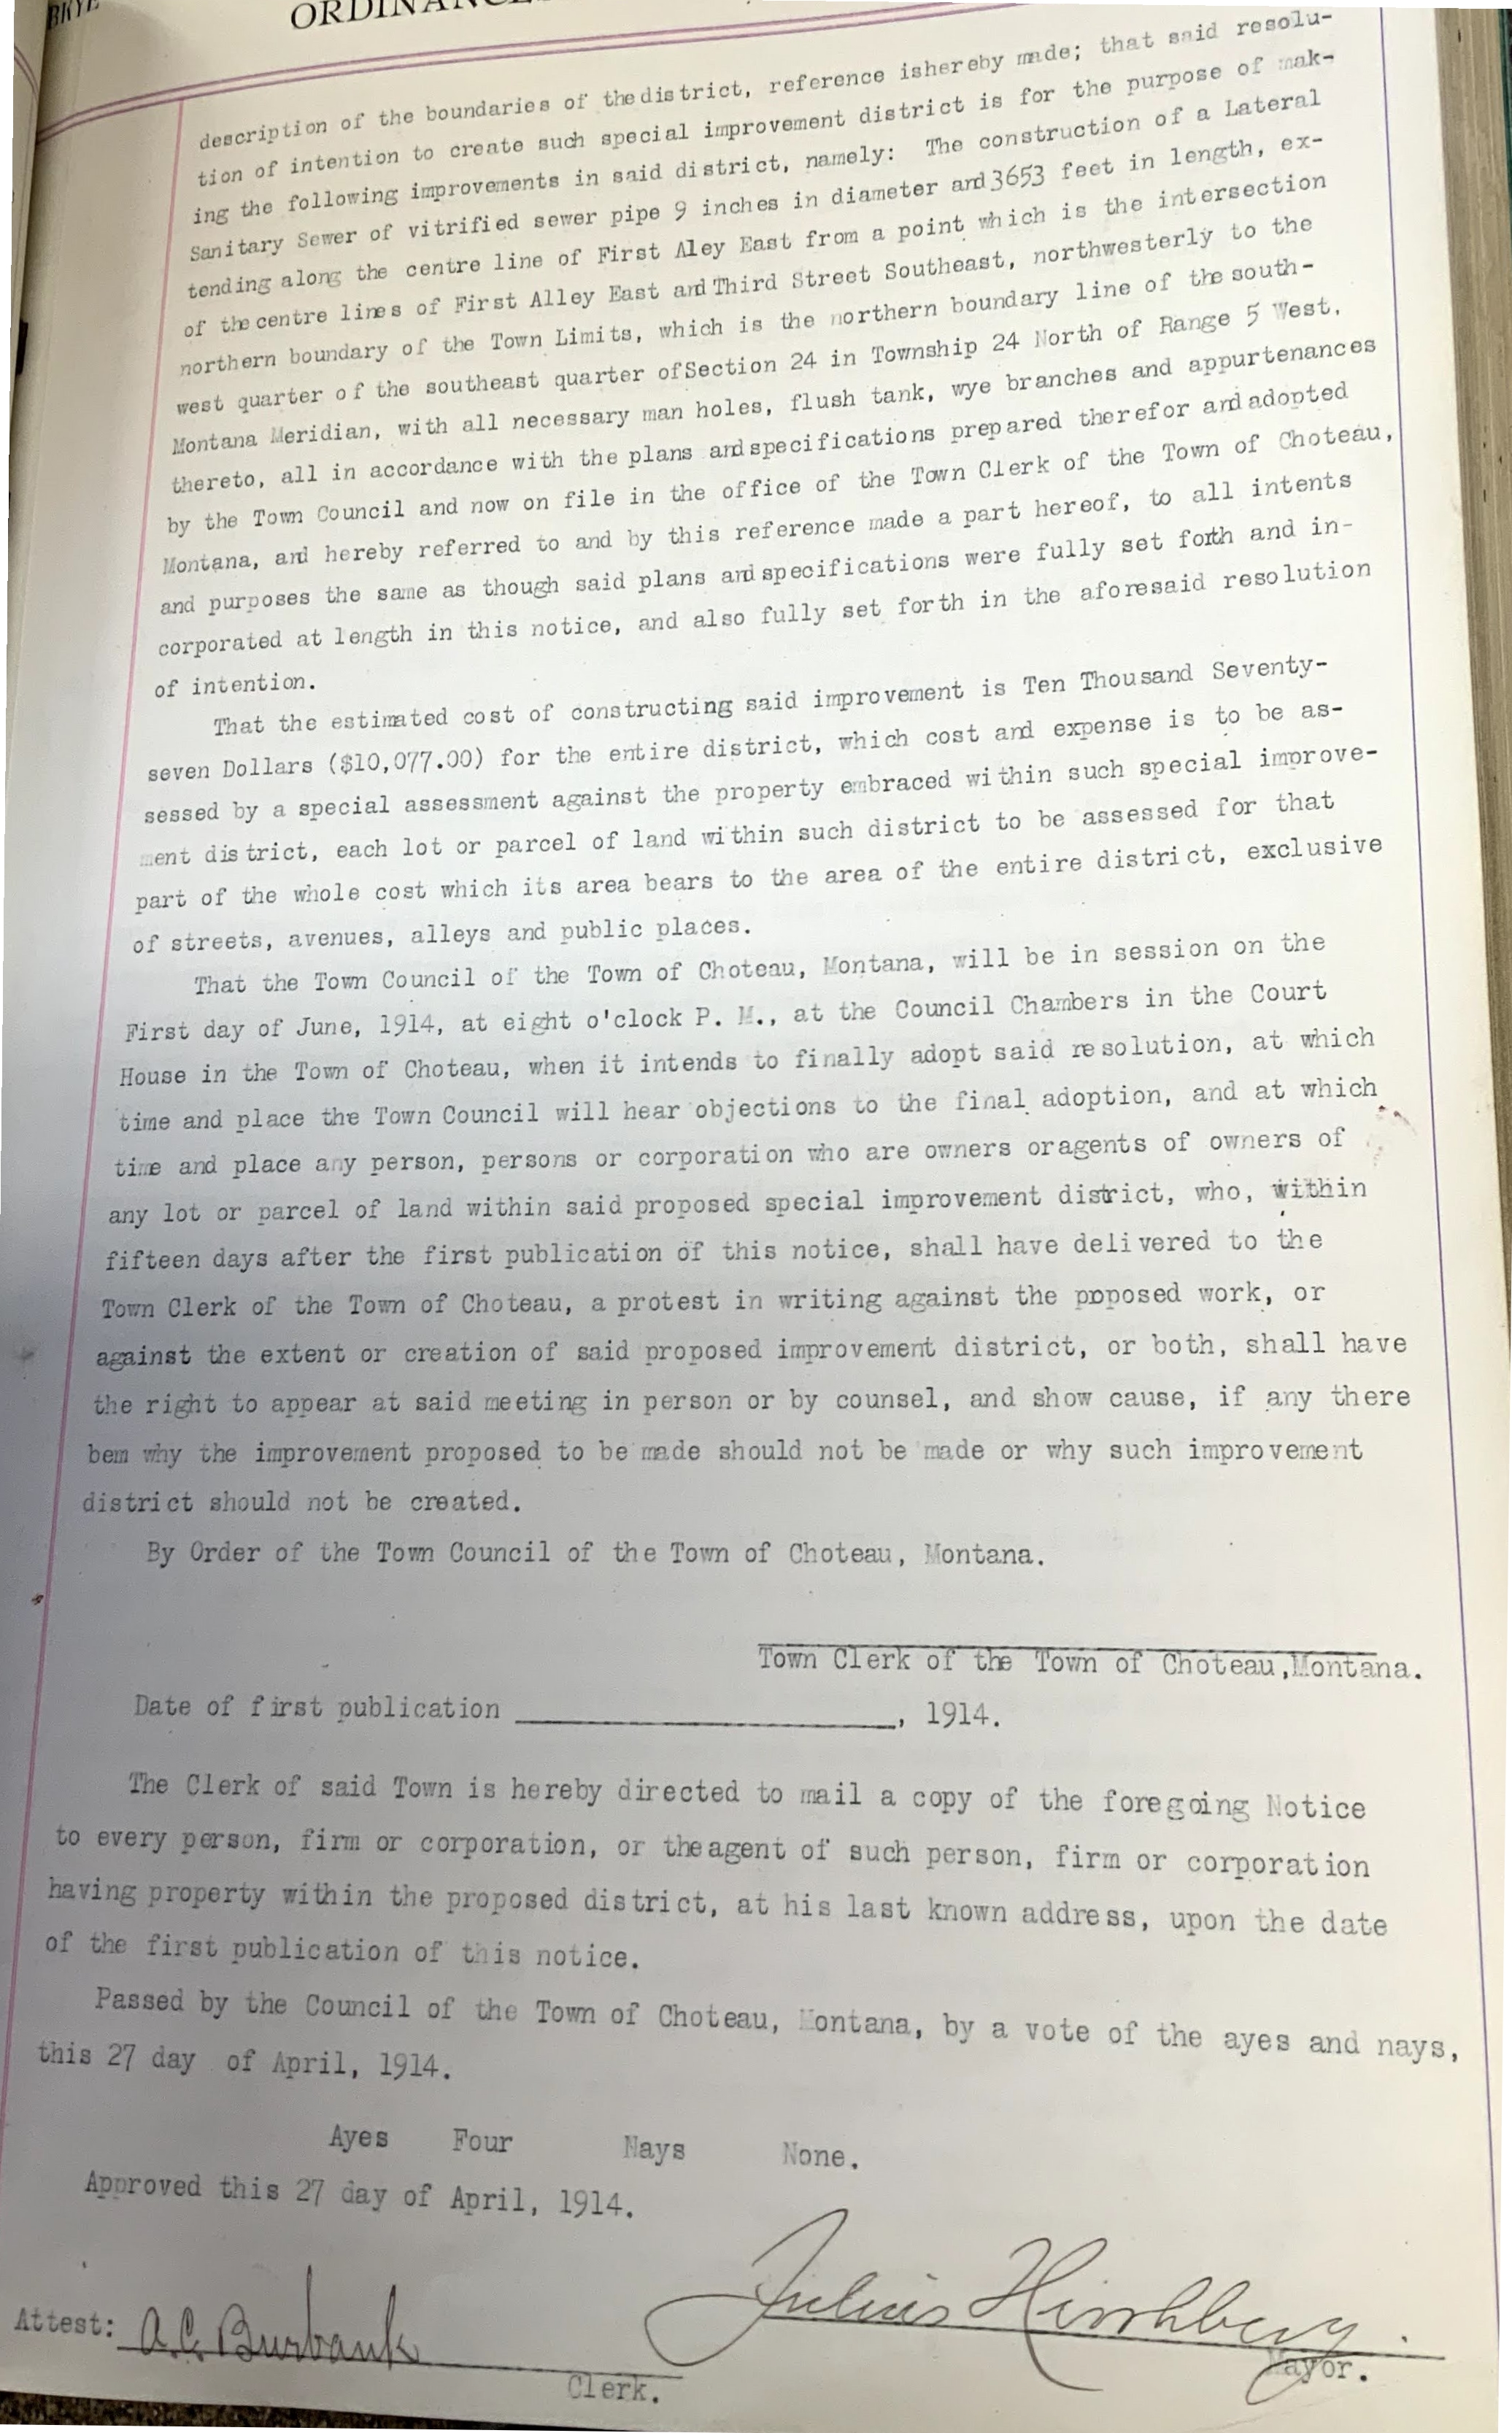 ORDINANCE
description of the boundaries of the district, reference ishereby made; that said resolu-
tion of intention to create such special improvement district is for the purpose of mak-
ing the following improvements in said district, namely: The construction of a Lateral
Sanitary Sewer of vitrified sewer pipe 9 inches in diameter and 3653 feet in length, ex-
tending along the centre line of First Aley East from a point which is the intersection
of the centre lines of First Alley East and Third Street Southeast, northwesterly to the
northern boundary of the Town Limits, which is the northern boundary line of the south-
west quarter of the southeast quarter of Section 24 in Township 24 North of Range 5 West,
Montana Meridian, with all necessary man holes, flush tank, wye branches and appurtenances
thereto, all in accordance with the plans and specifications prepared therefor and adopted
by the Town Council and now on file in the office of the Town Clerk of the Town of Choteau,
Montana, and hereby referred to and by this reference made a part hereof, to all intents
and purposes the same as though said plans and specifications were fully set forth and in-
corporated at length in this notice, and also fully set forth in the aforesaid resolution
of intention.
That the estimated cost of constructing said improvement is Ten Thousand Seventy-
seven Dollars ($10,077.00) for the entire district, which cost and expense is to be as-
sessed by a special assessment against the property embraced within such special improve-
ment district, each lot or parcel of land within such district to be assessed for that
part of the whole cost which its area bears to the area of the entire district, exclusive
of streets, avenues, alleys and public places.
That the Town Council of the Town of Choteau, Montana, will be in session on the
First day of June, 1914, at eight o'clock P. M., at the Council Chambers in the Court
House in the Town of Choteau, when it intends to finally adopt said resolution, at which
time and place the Town Council will hear objections to the final adoption, and at which
time and place any person, persons or corporation who are owners or agents of owners of
any lot or parcel of land within said proposed special improvement district, who, within
fifteen days after the first publication of this notice, shall have delivered to the
Town Clerk of the Town of Choteau, a protest in writing against the proposed work, or
against the extent or creation of said proposed improvement district, or both, shall have
the right to appear at said meeting in person or by counsel, and show cause, if any there
bem why the improvement proposed to be made should not be made or why such improvement
district should not be created.
By Order of the Town Council of the Town of Choteau, Montana.
Town Clerk of the Town of Choteau,Montana.
Date of first publication ____________________, 1914.
The Clerk of said Town is hereby directed to mail a copy of the foregoing Notice
to every person, firm or corporation, or the agent of such person, firm or corporation
having property within the proposed district, at his last known address, upon the date
of the first publication of this notice.
Passed by the Council of the Town of Choteau, Montana, by a vote of the ayes and nays,
this 27 day of April, 1914.
Ayes Four Nays None.
Approved this 27 day of April, 1914.
Julius Hirshberg.
Mayor.
Attest: A.C. Burbank
Clerk.